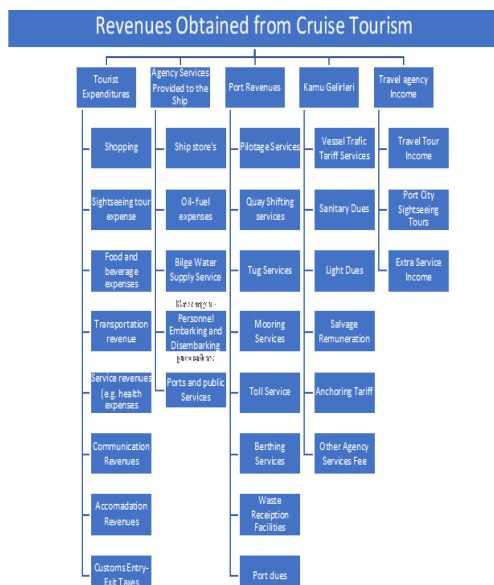 Revenues Obtained from Cruise Tourism
Tourist
Expenditures
Shopping
Sightseeing tour
expense
Food and
beverage
expenses
Transportation
revenue
Service revenues
(e.g. health
expenses
Communication
Revenues
Accomadation
Revenues
Customs Entry-
Exit Taxes
Agency Services
Provided to the
Ship
Ship store's
Oil-fuel
expenses
Bilge Water
Supply Service
Personnel
Embarking and
Disembarking
Ports and public
Services
Port Revenues
Pilotage Services
Quay Shifting
services
Tug Services
Mooring
Services
Toll Service
Berthing
Services
Waste
Receiption
Facilities
Port dues
Kamu Gelirleri
Vessel Trafic
Tariff Services
Sanitary Dues
Light Dues
Salvage
Remuneration
Anchoring Tariff
Other Agency
Services Fee
Travel agency
Income
Travel Tour
Income
Port City
Sightseeing
Tours
Extra Service
Income